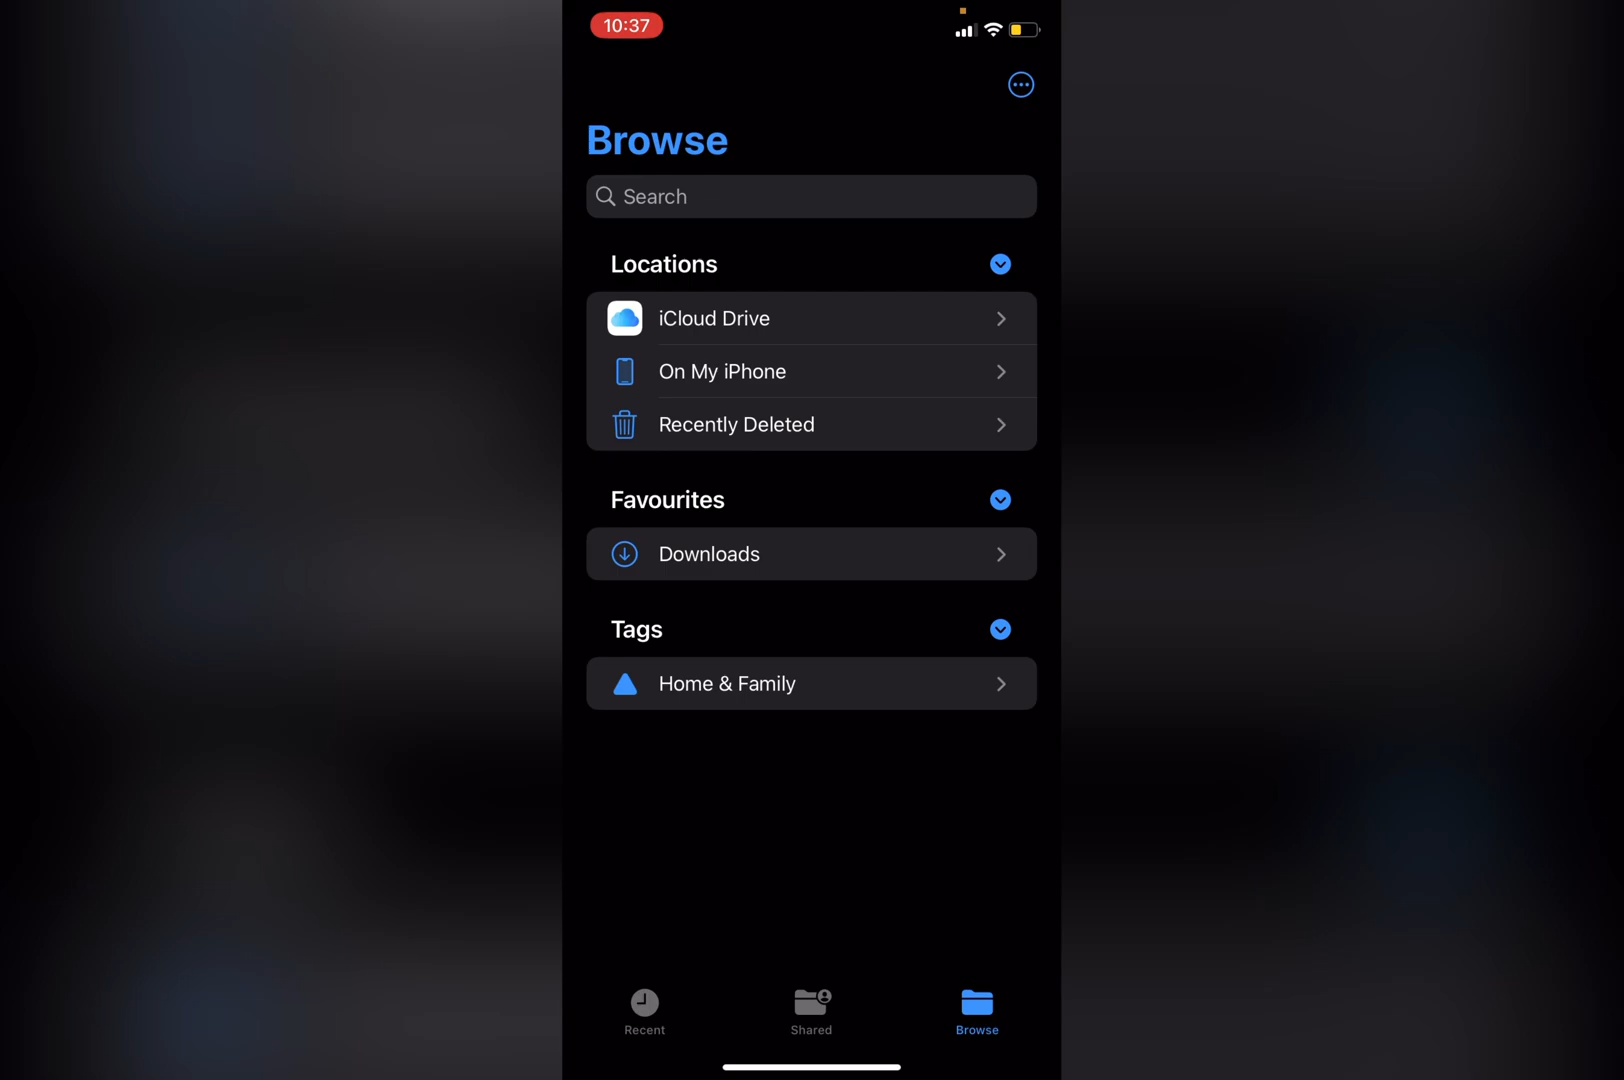 10:37
Browse
Search
Locations
iCloud Drive
On My iPhone
Recently Deleted
Favourites
Downloads
Tags
Home & Family
Recent
Shared
Browse